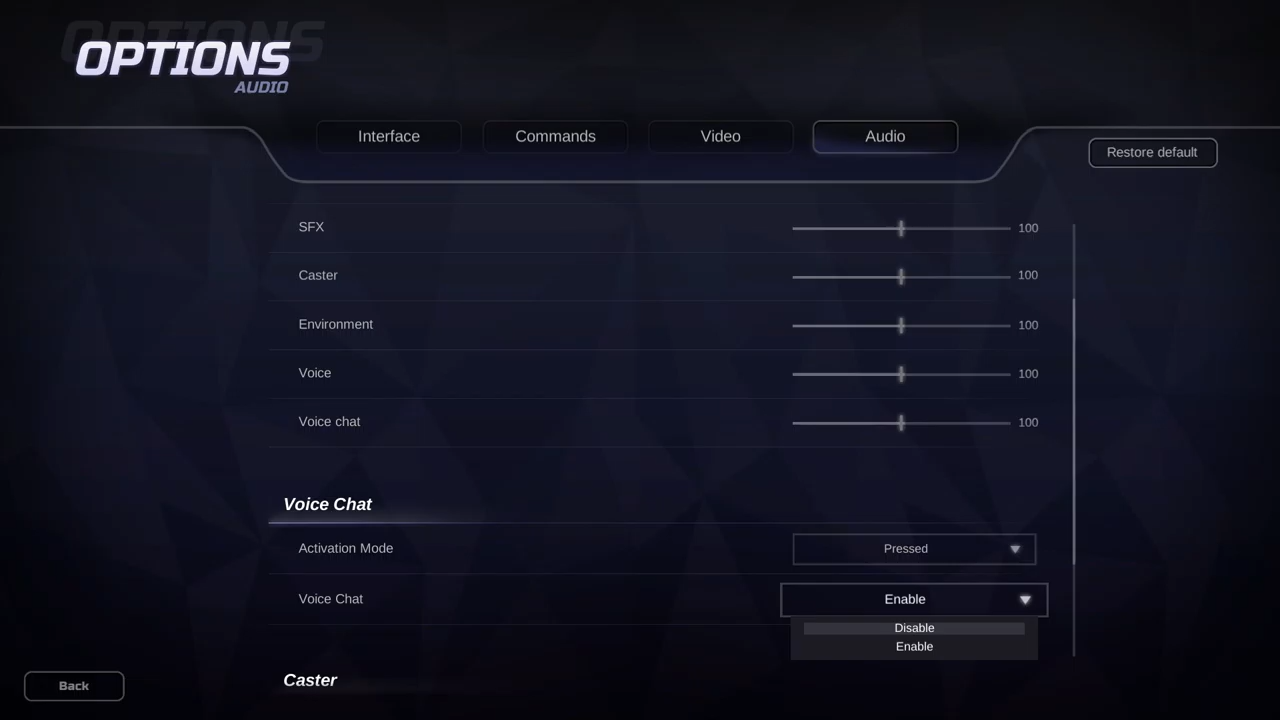 OPTIONS
OPTIONS
AUDIO
Interface
Commands
Video
Audio
Restore default
SFX
100
Caster
100
Environment
100
Voice
100
Voice chat
100
Voice Chat
Activation Mode
Pressed
Voice Chat
Enable
Disable
Enable
Caster
Back